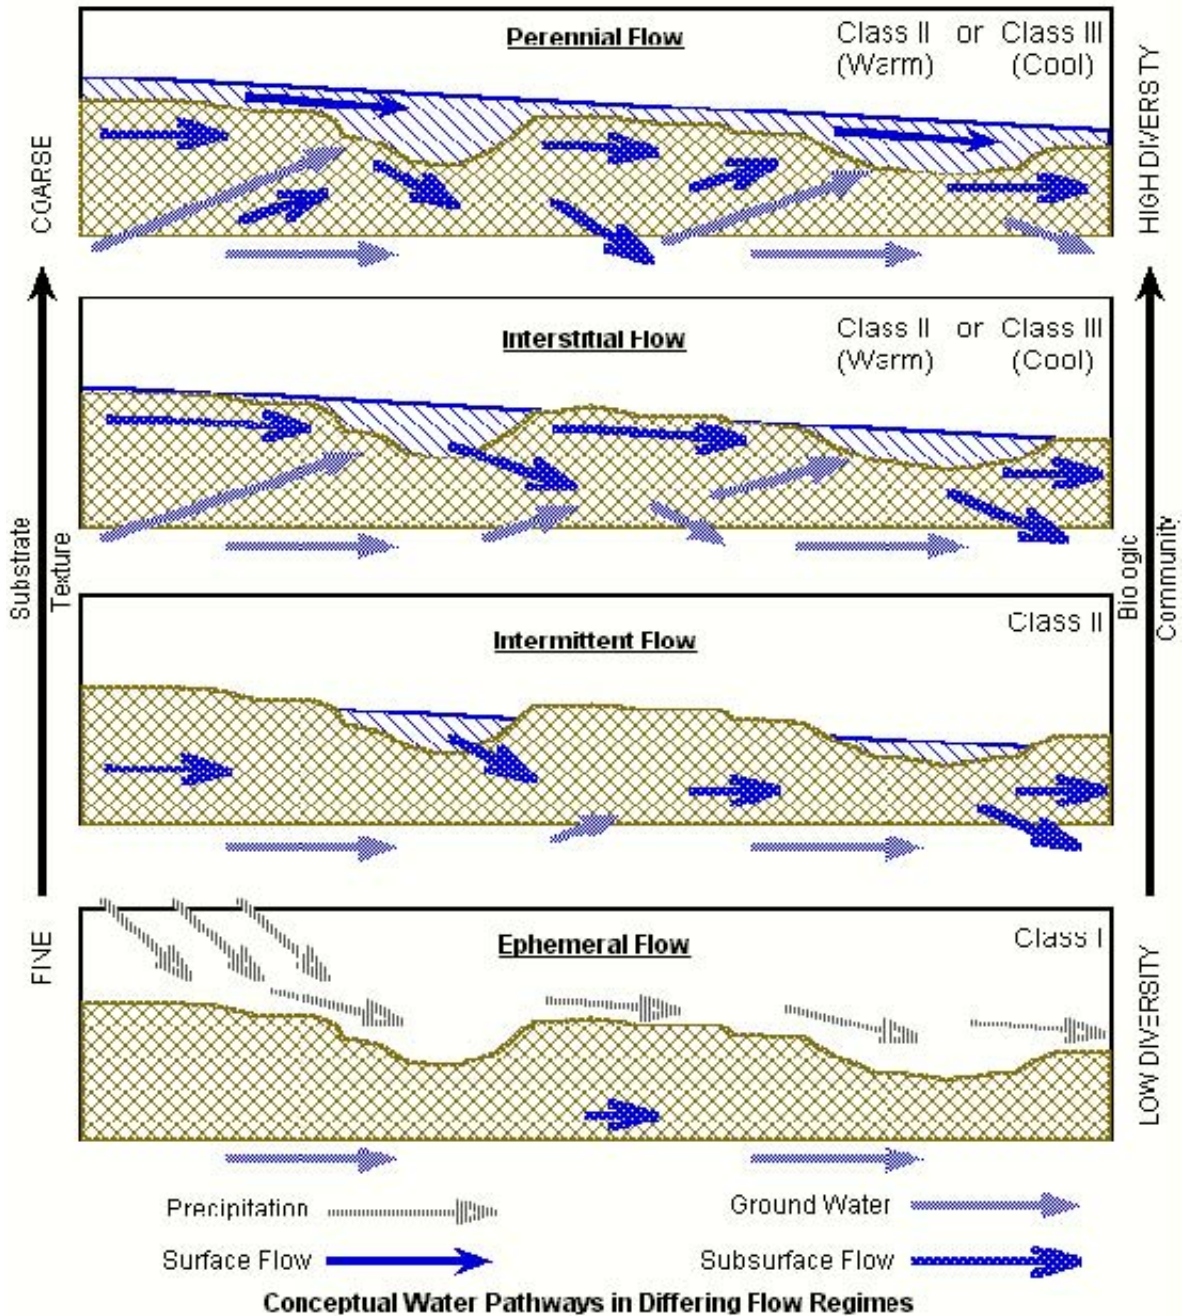 Perennial Flow
Class II or Class III
(Warm) (Cool)
COARSE
HIGH DIVERSITY
Interstitial Flow
Class II or Class III
(Warm) (Cool)
Substrate
Texture
Biologic
Community
Intermittent Flow
Class II
FINE
Ephemeral Flow
Class I
LOW DIVERSITY
Precipitation
Ground Water
Surface Flow
Subsurface Flow
Conceptual Water Pathways in Differing Flow Regimes